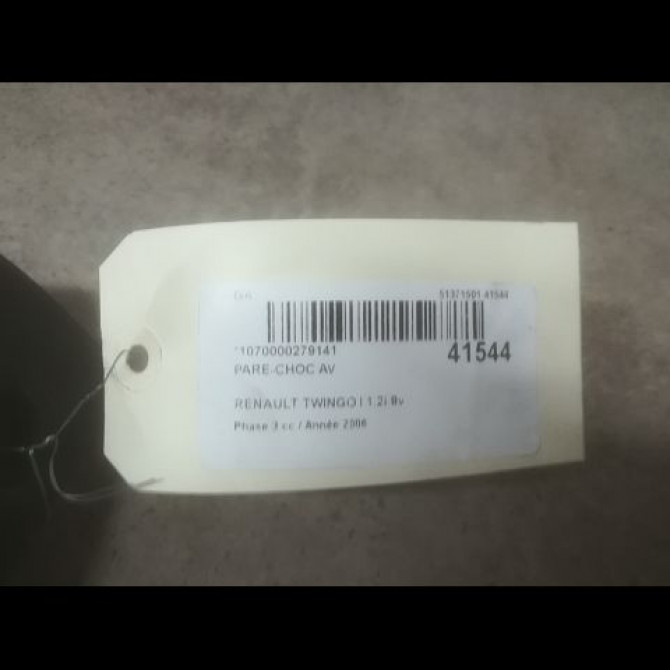 51371501 41544
*1070000279141
41544
PARE-CHOC AV
RENAULT TWINGO I 1.2i 8v
Phase 3 cc / Année 2006